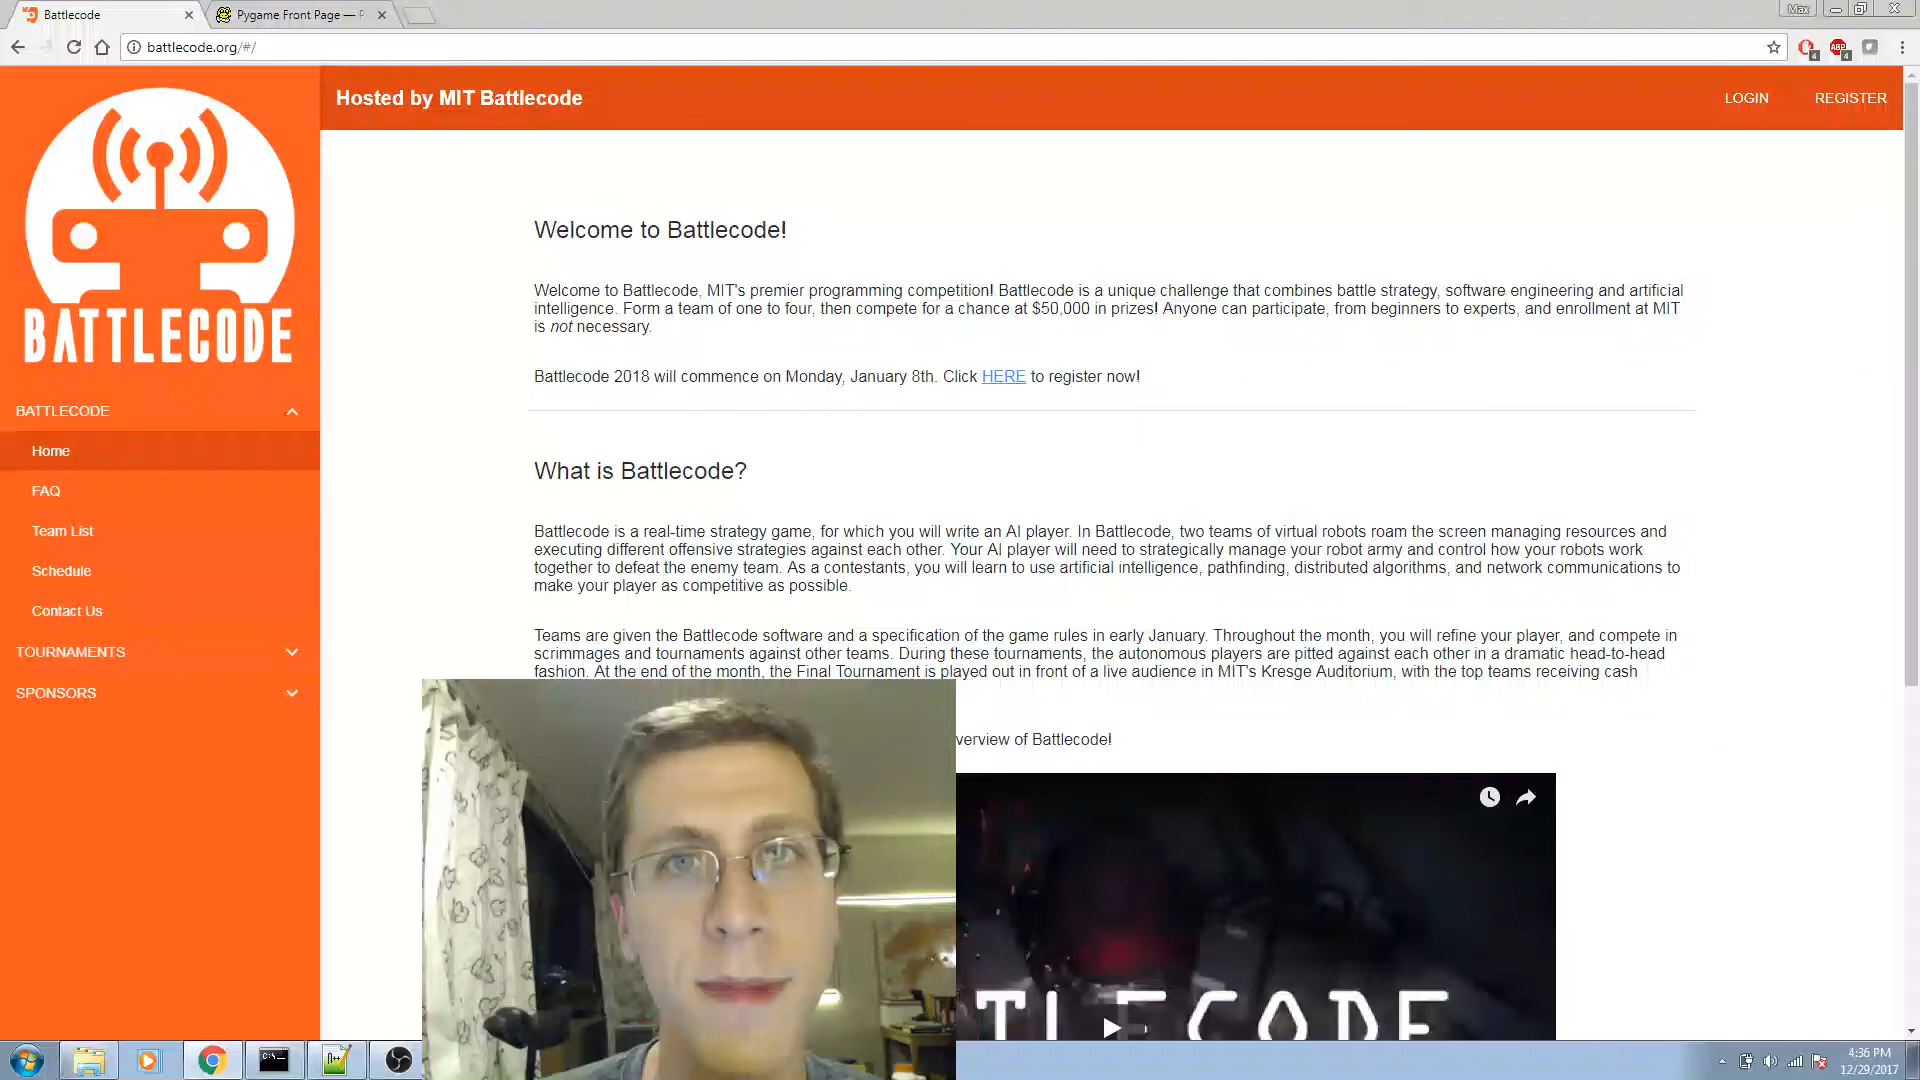 Battlecode
Pygame Front Page — P
Max
battlecode.org/#/
4
ABP
4
BATTLECODE
Hosted by MIT Battlecode
LOGIN
REGISTER
BATTLECODE
Home
FAQ
Team List
Schedule
Contact Us
TOURNAMENTS
SPONSORS
Welcome to Battlecode!
Welcome to Battlecode, MIT's premier programming competition! Battlecode is a unique challenge that combines battle strategy, software engineering and artificial
intelligence. Form a team of one to four, then compete for a chance at $50,000 in prizes! Anyone can participate, from beginners to experts, and enrollment at MIT
is not necessary.
Battlecode 2018 will commence on Monday, January 8th. Click HERE to register now!
What is Battlecode?
Battlecode is a real-time strategy game, for which you will write an AI player. In Battlecode, two teams of virtual robots roam the screen managing resources and
executing different offensive strategies against each other. Your AI player will need to strategically manage your robot army and control how your robots work
together to defeat the enemy team. As a contestants, you will learn to use artificial intelligence, pathfinding, distributed algorithms, and network communications to
make your player as competitive as possible.
Teams are given the Battlecode software and a specification of the game rules in early January. Throughout the month, you will refine your player, and compete in
scrimmages and tournaments against other teams. During these tournaments, the autonomous players are pitted against each other in a dramatic head-to-head
fashion. At the end of the month, the Final Tournament is played out in front of a live audience in MIT's Kresge Auditorium, with the top teams receiving cash
verview of Battlecode!
TLECODE
4:36 PM
12/29/2017